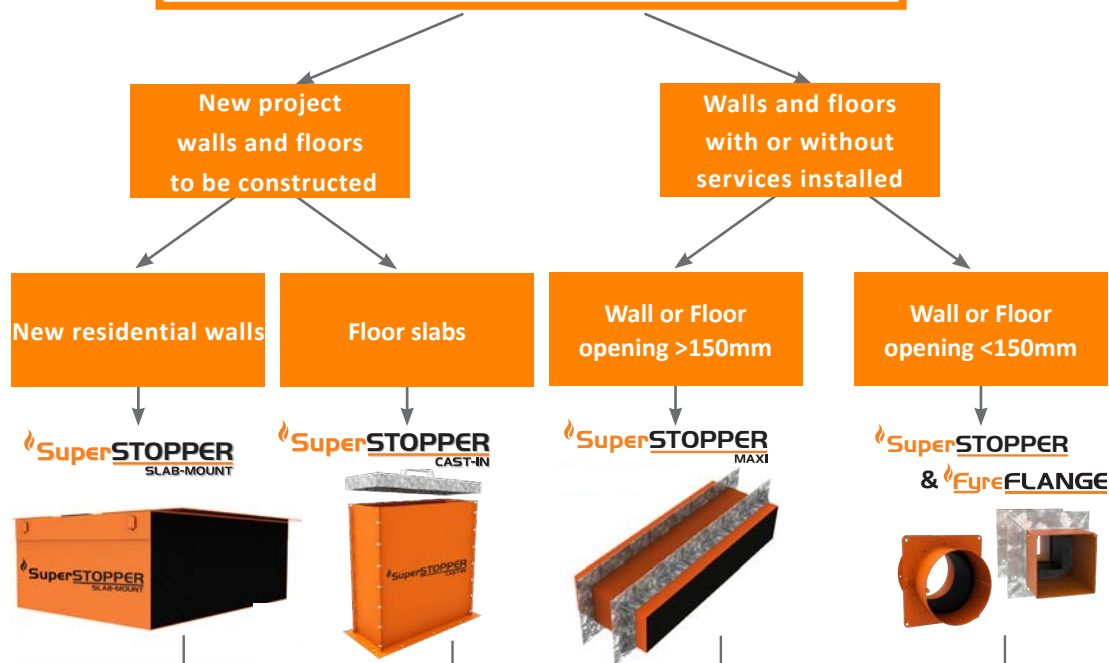 New project
walls and floors
to be constructed
Walls and floors
with or without
services installed
New residential walls
Floor slabs
Wall or Floor
opening >150mm
Wall or Floor
opening <150mm
SuperSTOPPER
SLAB-MOUNT
SuperSTOPPER
CAST-IN
SuperSTOPPER
MAXI
SuperSTOPPER
& FyreFLANGE
SuperSTOPPER
SLAB-MOUNT
SuperSTOPPER
CAST-IN